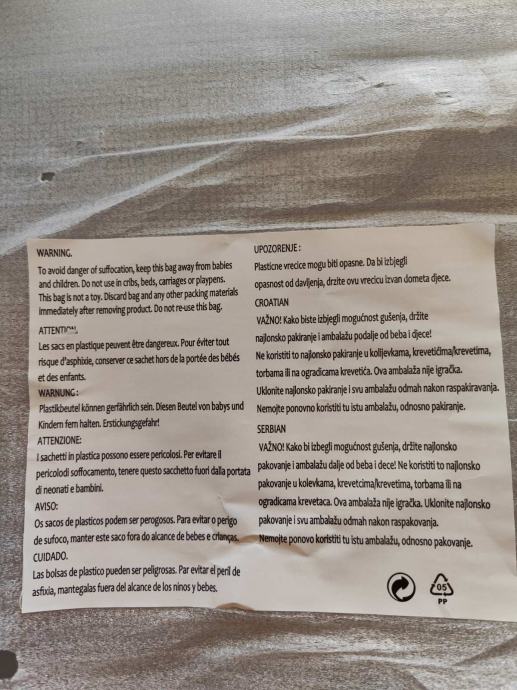 WARNING.
To avoid danger of suffocation, keep this bag away from babies
and children. Do not use in cribs, beds, carriages or playpens.
This bag is not a toy. Discard bag and any other packing materials
immediately after removing product. Do not re-use this bag.
ATTENTION.
Les sacs en plastique peuvent être dangereux. Pour éviter tout
risque d'asphixie, conserver ce sachet hors de la portée des bébés
et des enfants.
WARNUNG:
Plastikbeutel können gerfährlich sein. Diesen Beutel von babys und
Kindern fern halten. Erstickungsgefahr!
ATTENZIONE:
I sachetti in plastica possono essere pericolosi. Per evitare il
pericolodi soffocamento, tenere questo sacchetto fuori dalla portata
di neonati e bambini.
AVISO:
Os sacos de plasticos podem ser perogosos. Para evitar o perigo
de sufoco, manter este saco fora do alcance de bebes e crianças.
CUIDADO.
Las bolsas de plastico pueden ser peligrosas. Par evitar el peril de
asfixia, mantegalas fuera del alcance de los ninos y bebes.
UPOZORENJE:
Plasticne vrecice mogu biti opasne. Da bi izbjegli
opasnost od davljenja, drzite ovu vrecicu izvan dometa djece.
CROATIAN
VAŽNO! Kako biste izbjegli mogućnost gušenja, držite
najlonsko pakiranje i ambalažu podalje od beba i djece!
Ne koristiti to najlonsko pakiranje u kolijevkama, krevetićima/krevetima,
torbama ili na ogradicama krevetića. Ova ambalaža nije igračka.
Uklonite najlonsko pakiranje i svu ambalažu odmah nakon raspakiravanja.
Nemojte ponovno koristiti tu istu ambalažu, odnosno pakiranje.
SERBIAN
VAŽNO! Kako bi izbegli mogućnost gušenja, držite najlonsko
pakovanje i ambalažu dalje od beba i dece! Ne koristiti to najlonsko
pakovanje u kolevkama, krevetcima/krevetima, torbama ili na
ogradicama krevetaca. Ova ambalaža nije igračka. Uklonite najlonsko
pakovanje i svu ambalažu odmah nakon raspakovanja.
Nemojte ponovo koristiti tu istu ambalažu, odnosno pakovanje.
05
PP